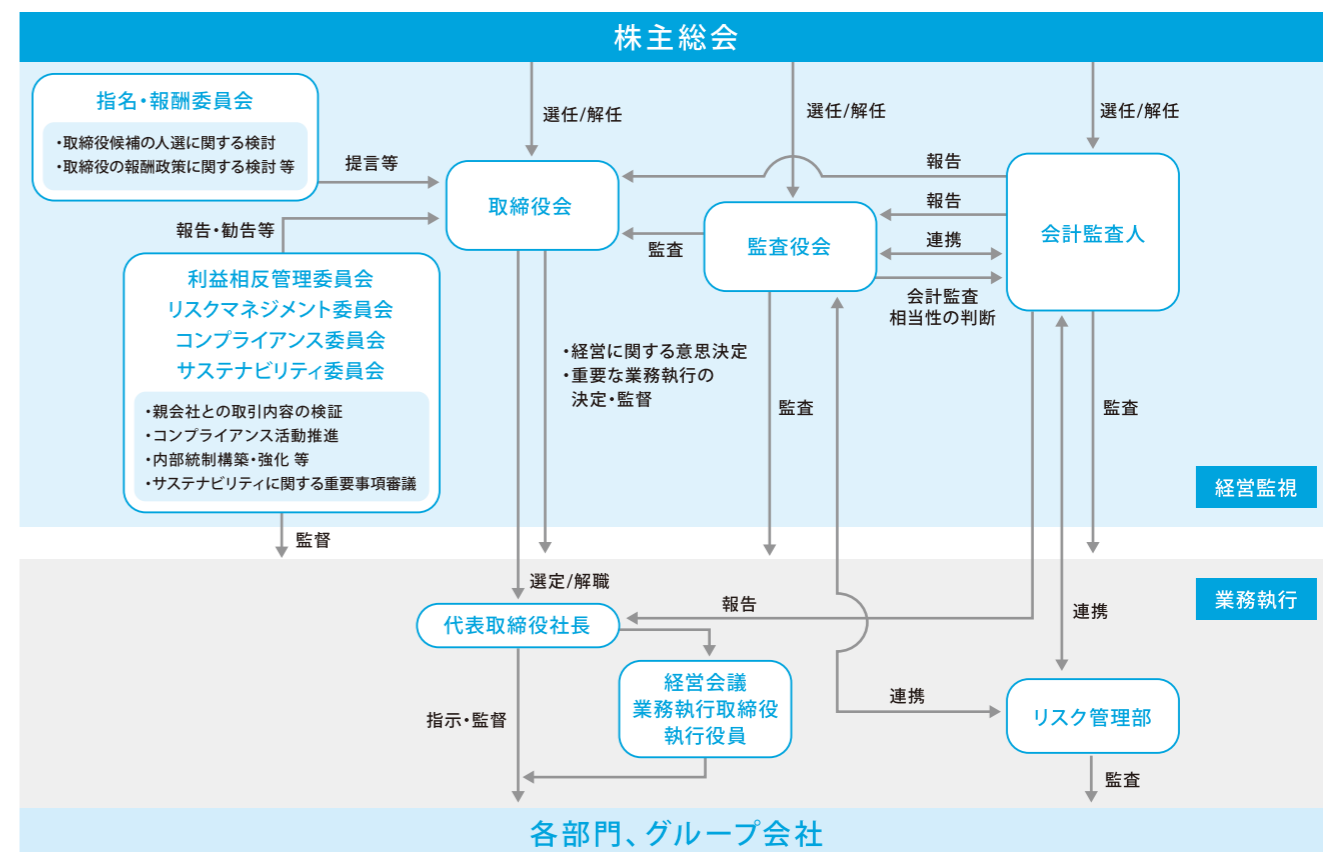 株主総会
指名・報酬委員会
・取締役候補の人選に関する検討
・取締役の報酬政策に関する検討 等
選任/解任
選任/解任
選任/解任
提言等
報告・勧告等
取締役会
監査
監査役会
報告
報告
連携
会計監査
相当性の判断
会計監査人
利益相反管理委員会
リスクマネジメント委員会
コンプライアンス委員会
サステナビリティ委員会
・親会社との取引内容の検証
・コンプライアンス活動推進
・内部統制構築・強化 等
・サステナビリティに関する重要事項審議
・経営に関する意思決定
・重要な業務執行の
決定・監督
監査
監査
経営監視
監督
選定/解職
業務執行
代表取締役社長
報告
連携
経営会議
業務執行取締役
執行役員
連携
リスク管理部
指示・監督
監査
各部門、グループ会社